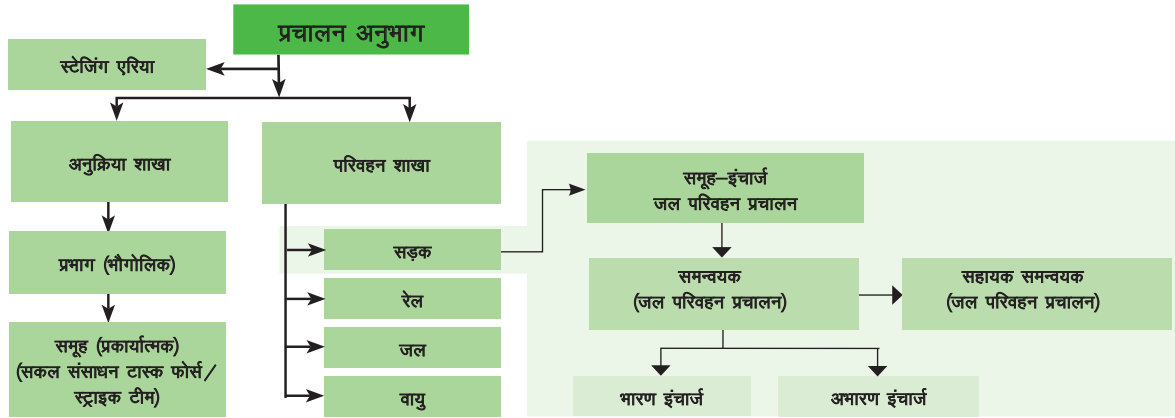 प्रचालन अनुभाग
स्टेजिंग एरिया
अनुक्रिया शाखा
परिवहन शाखा
प्रभाग (भौगोलिक)
समूह (प्रकार्यात्मक)
(सकल संसाधन टास्क फोर्स/
स्ट्राइक टीम)
सड़क
रेल
जल
वायु
समूह–इंचार्ज
जल परिवहन प्रचालन
समन्वयक
(जल परिवहन प्रचालन)
सहायक समन्वयक
(जल परिवहन प्रचालन)
भारण इंचार्ज
अभारण इंचार्ज